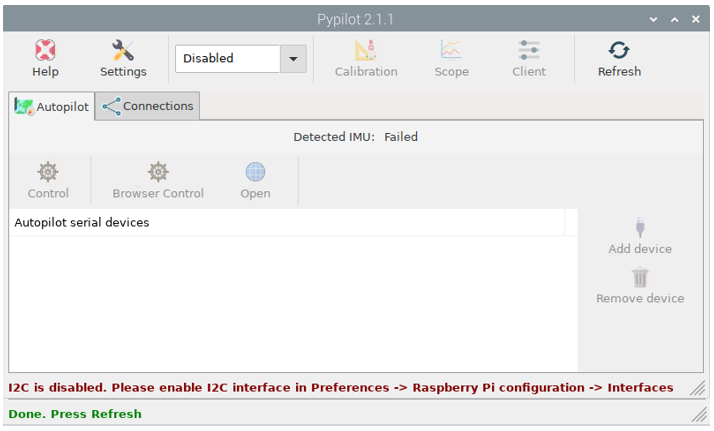 Pypilot 2.1.1
Help
Settings
Disabled
Calibration
Scope
Client
Refresh
Autopilot
Connections
Detected IMU: Failed
Control
Browser Control
Open
Autopilot serial devices
Add device
Remove device
I2C is disabled. Please enable I2C interface in Preferences -> Raspberry Pi configuration -> Interfaces
Done. Press Refresh